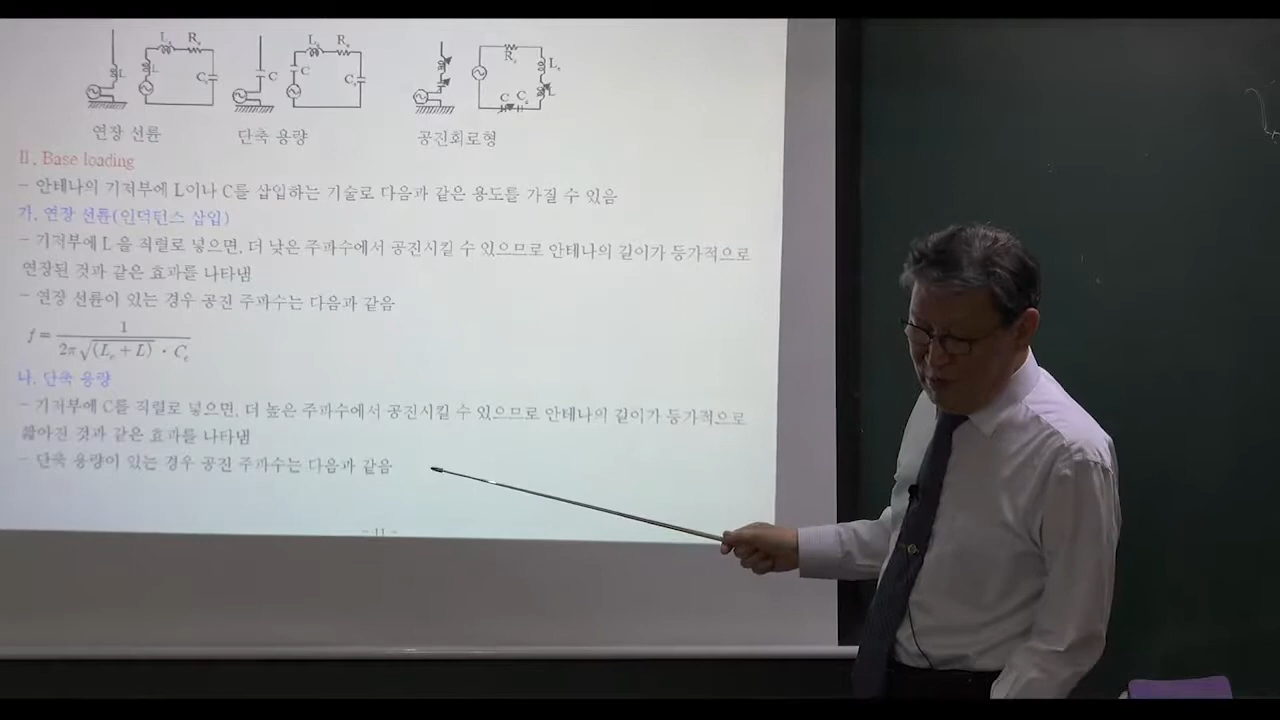 L R
L C
C
L R
C
R
L
C C L
연장 선륜 단축 용량 공진회로형
II. Base loading
- 안테나의 기저부에 L이나 C를 삽입하는 기술로 다음과 같은 용도를 가질 수 있음
가. 연장 선륜(인덕턴스 삽입)
- 기저부에 L 을 직렬로 넣으면, 더 낮은 주파수에서 공진시킬 수 있으므로 안테나의 길이가 등가적으로
연장된 것과 같은 효과를 나타냄
- 연장 선륜이 있는 경우 공진 주파수는 다음과 같음
f = 1 / 2π√(Lₑ + L) · Cₑ
나. 단축 용량
- 기저부에 C를 직렬로 넣으면, 더 높은 주파수에서 공진시킬 수 있으므로 안테나의 길이가 등가적으로
짧아진 것과 같은 효과를 나타냄
- 단축 용량이 있는 경우 공진 주파수는 다음과 같음
- 11 -